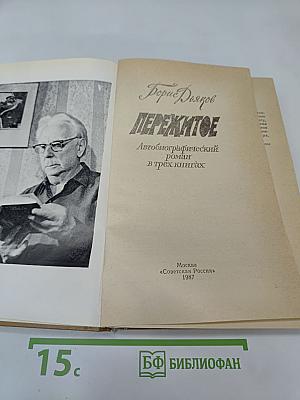 Борис Дьяков
ПЕРЕЖИТОЕ
Автобиографический
роман
в трех книгах
Москва
«Советская Россия»
1987
15с
БФ БИБЛИОФАН